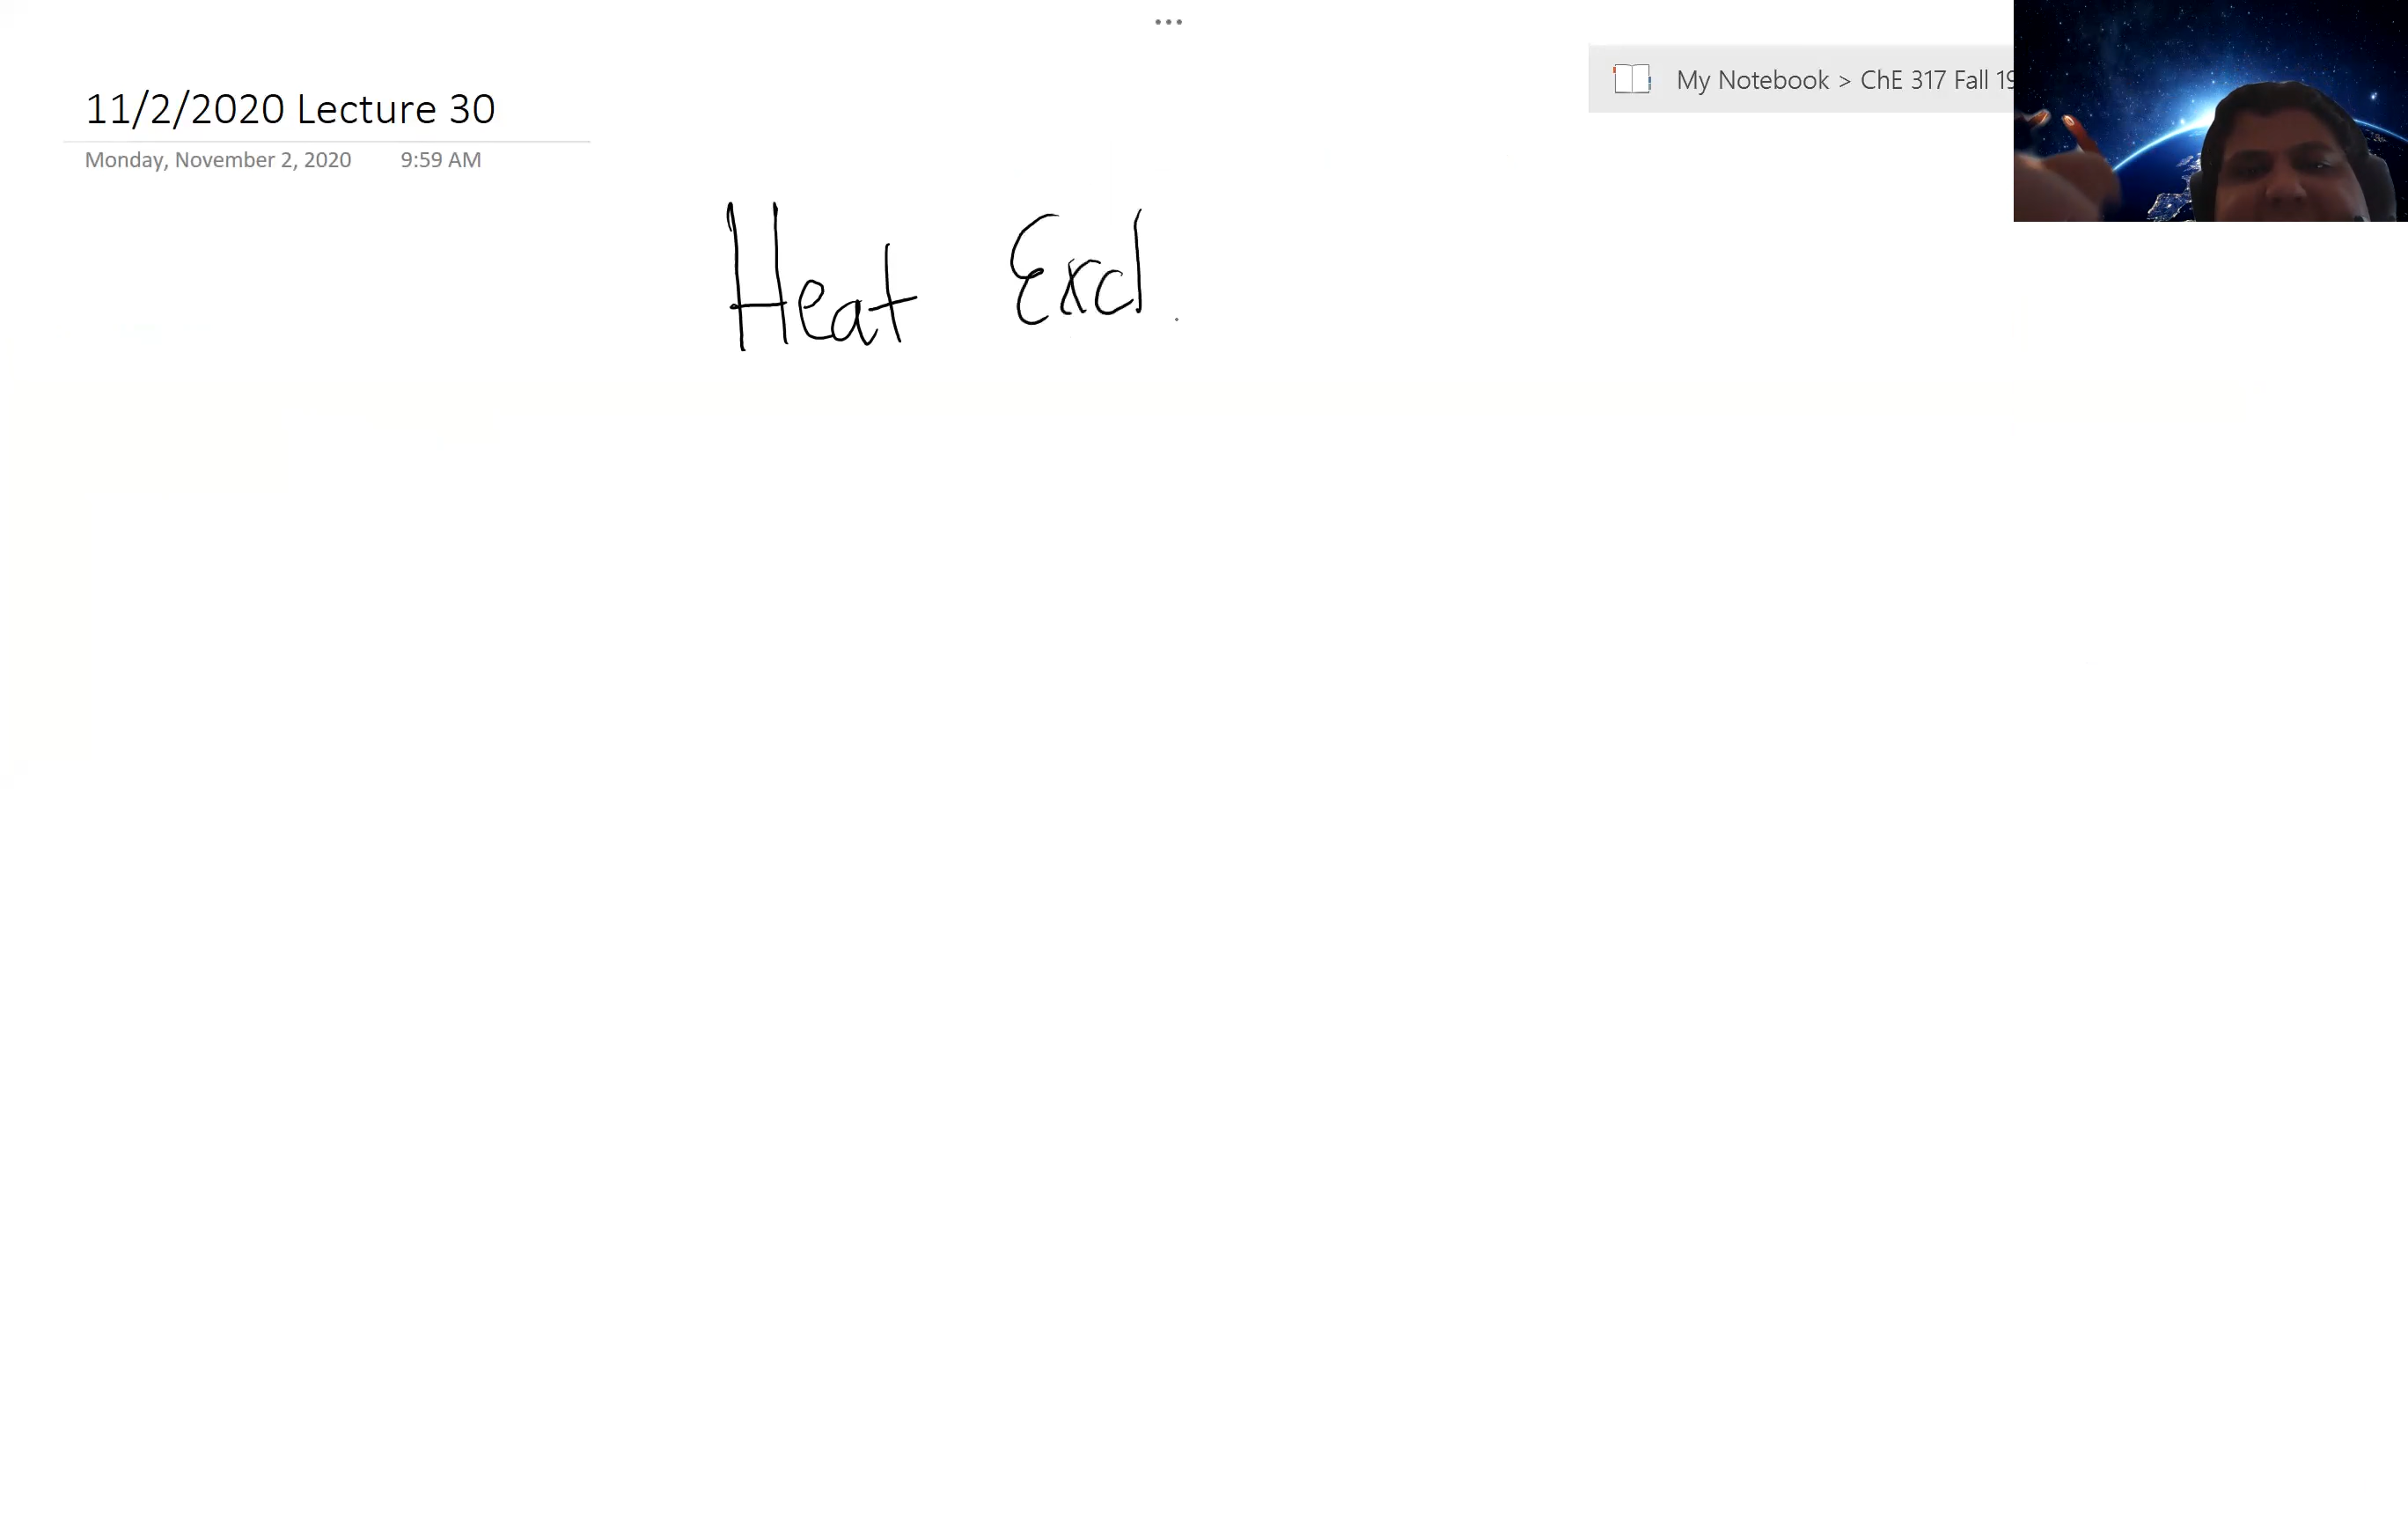 11/2/2020 Lecture 30
Monday, November 2, 2020 9:59 AM
My Notebook > ChE 317 Fall 19
Heat Excl